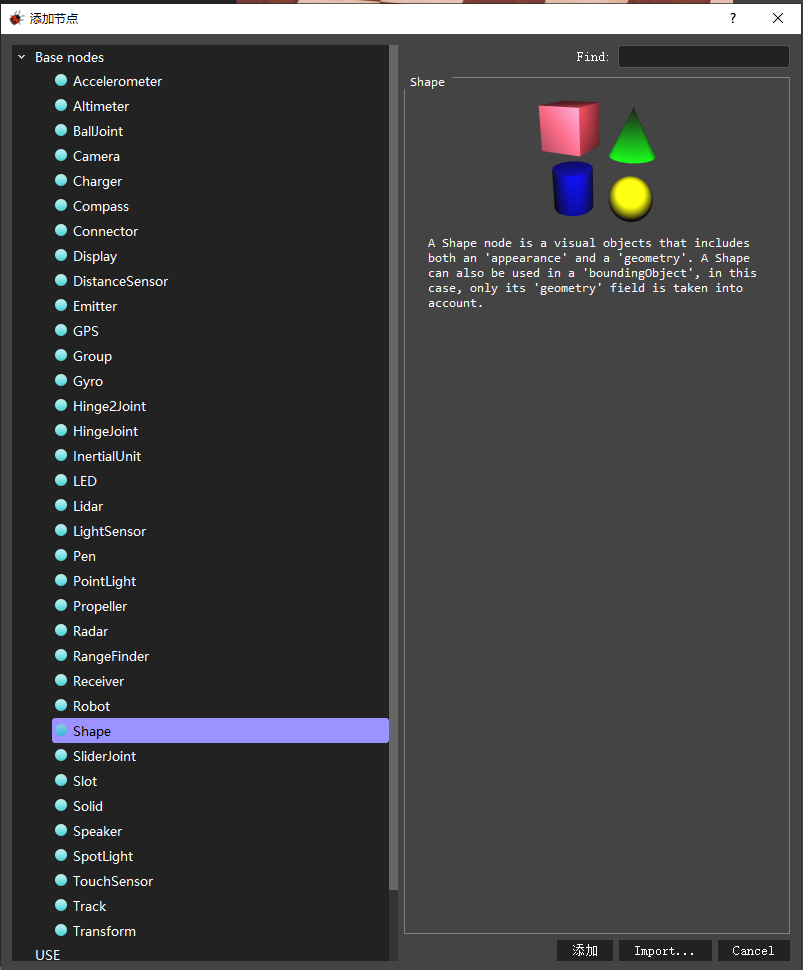 添加节点
?
Base nodes
Accelerometer
Altimeter
BallJoint
Camera
Charger
Compass
Connector
Display
DistanceSensor
Emitter
GPS
Group
Gyro
Hinge2Joint
HingeJoint
InertialUnit
LED
Lidar
LightSensor
Pen
PointLight
Propeller
Radar
RangeFinder
Receiver
Robot
Shape
SliderJoint
Slot
Solid
Speaker
SpotLight
TouchSensor
Track
Transform
USE
Find:
Shape
A Shape node is a visual objects that includes
both an 'appearance' and a 'geometry'. A Shape
can also be used in a 'boundingObject', in this
case, only its 'geometry' field is taken into
account.
添加
Import...
Cancel